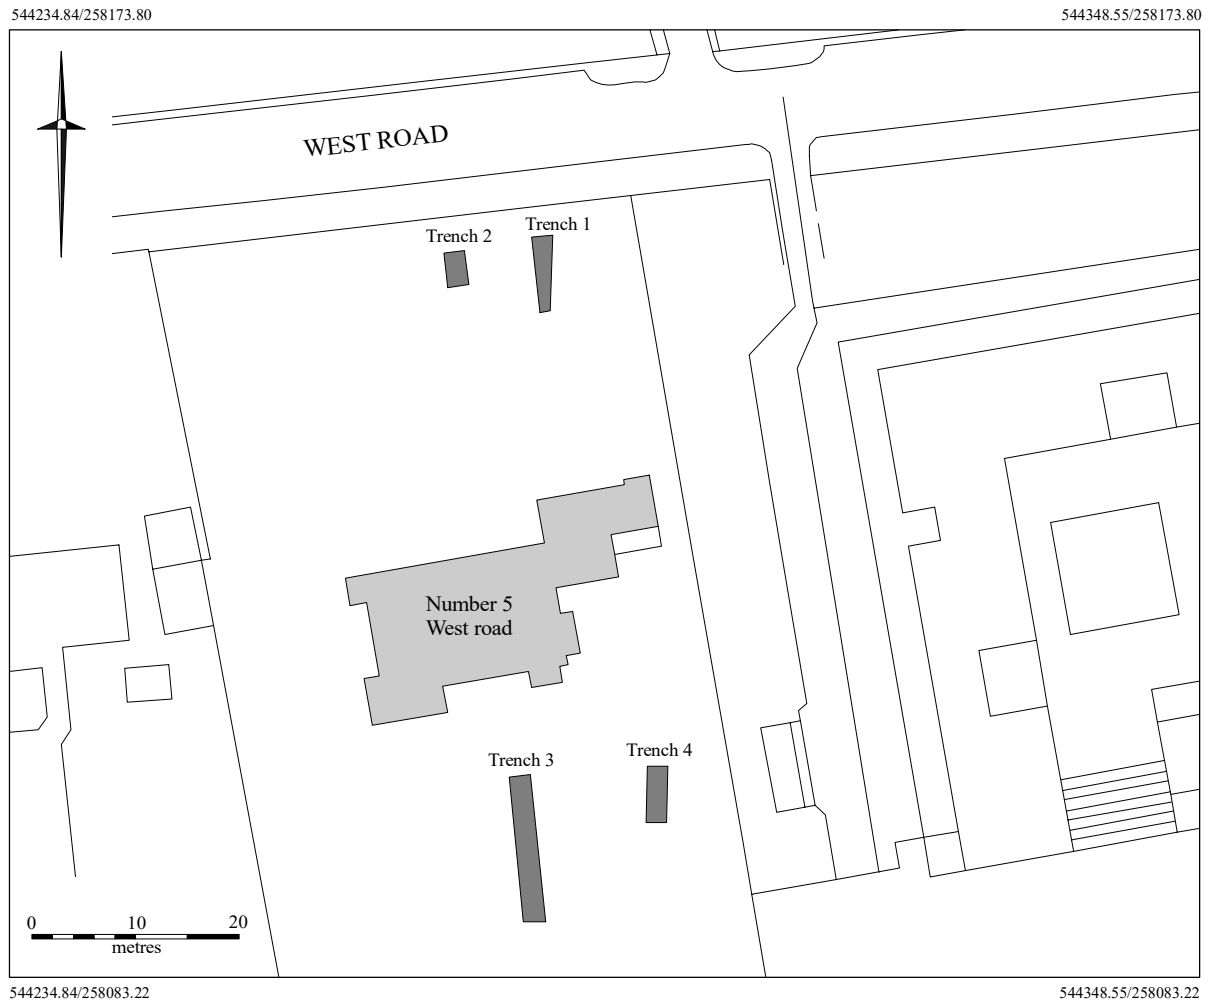 544234.84/258173.80
544348.55/258173.80
WEST ROAD
Trench 1
Trench 2
Number 5
West road
Trench 4
Trench 3
0 10 20
metres
544234.84/258083.22
544348.55/258083.22